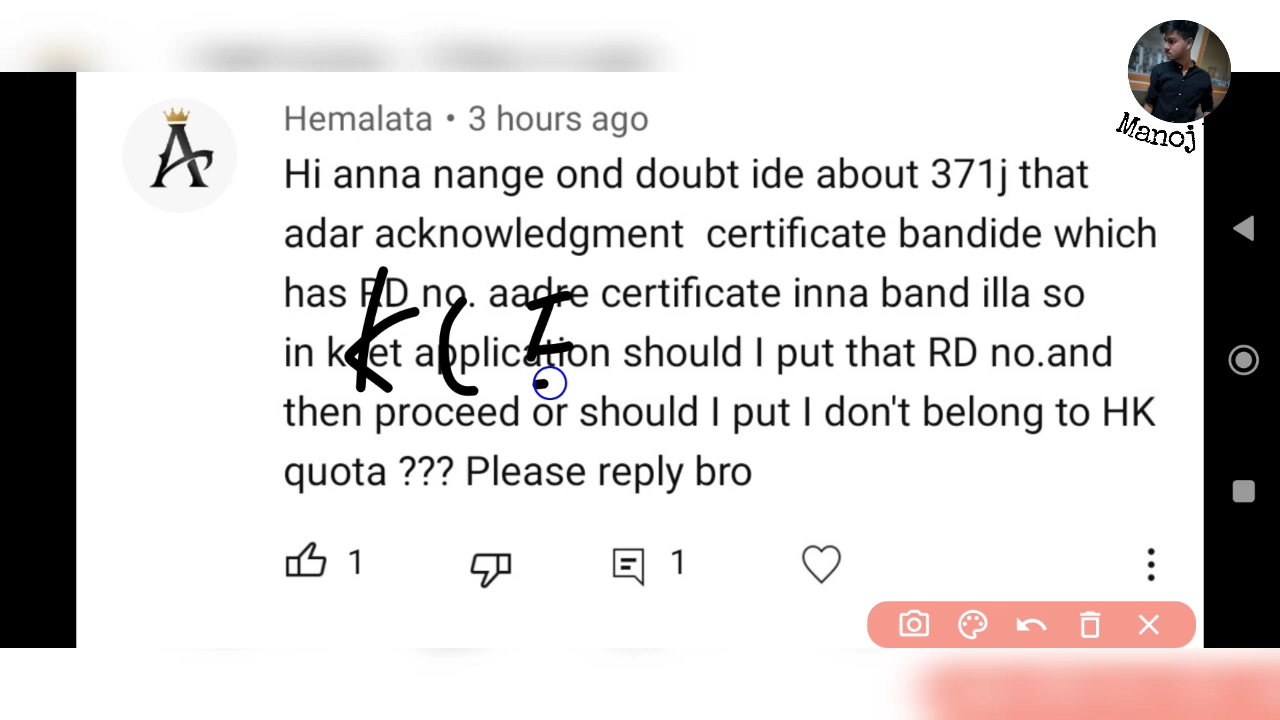 Manoj
Hemalata • 3 hours ago
Hi anna nange ond doubt ide about 371j that
adar acknowledgment certificate bandide which
has RD no. aadre certificate inna band illa so
in kcet application should I put that RD no.and
then proceed or should I put I don't belong to HK
quota ??? Please reply bro
1
1